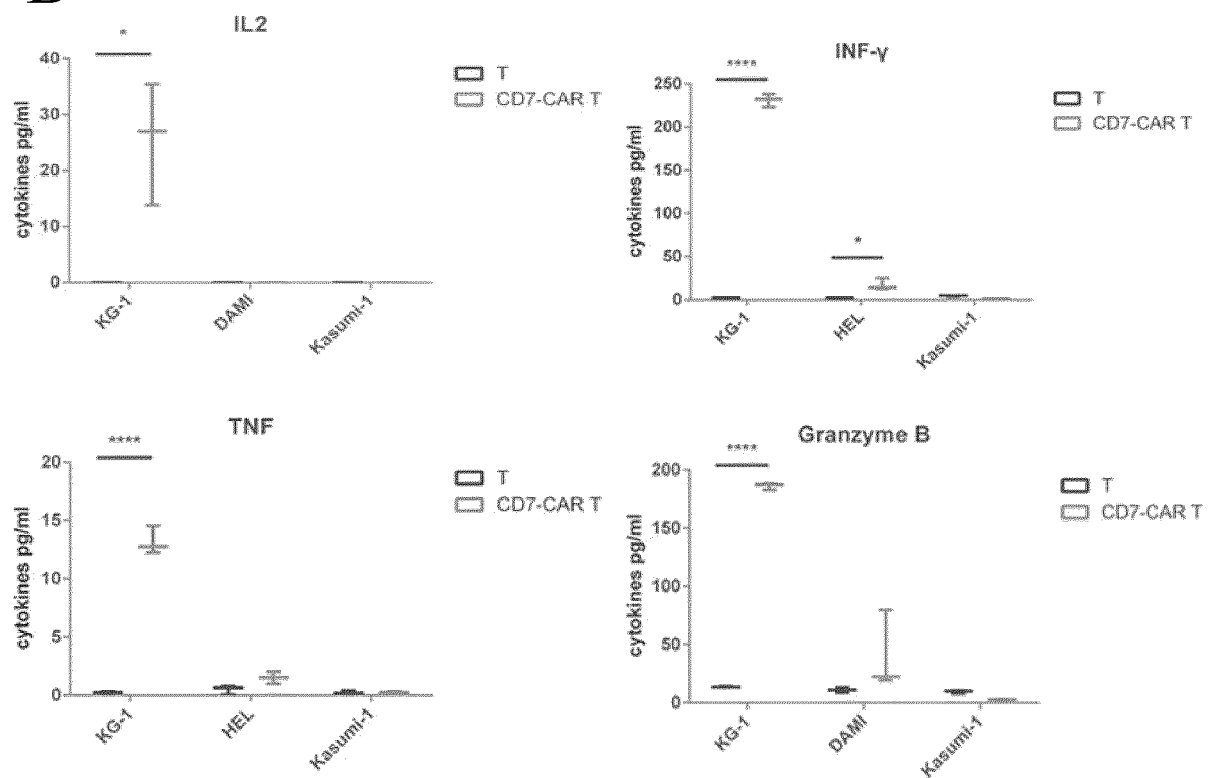 IL2
*
40
30
20
10
0
cytokines pg/ml
T
CD7-CAR T
KG-1
DAMI
Kasumi-1
INF-γ
****
*
250
200
150
100
50
0
cytokines pg/ml
T
CD7-CAR T
KG-1
HEL
Kasumi-1
TNF
****
20
15
10
5
0
cytokines pg/ml
T
CD7-CAR T
KG-1
HEL
Kasumi-1
Granzyme B
****
200
150
100
50
0
cytokines pg/ml
T
CD7-CAR T
KG-1
DAMI
Kasumi-1